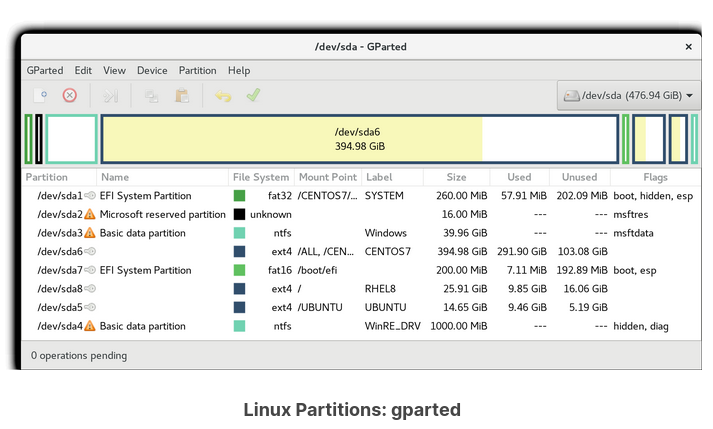 /dev/sda - GParted ×
GParted Edit View Device Partition Help
/dev/sda (476.94 GiB)
/dev/sda6
394.98 GiB
Partition Name File System Mount Point Label Size Used Unused Flags
/dev/sda1 EFI System Partition fat32 /CENTOS7/... SYSTEM 260.00 MiB 57.91 MiB 202.09 MiB boot, hidden, esp
/dev/sda2 Microsoft reserved partition unknown 16.00 MiB --- --- msftres
/dev/sda3 Basic data partition ntfs Windows 39.96 GiB --- --- msftdata
/dev/sda6 ext4 /ALL, /CEN... CENTOS7 394.98 GiB 291.90 GiB 103.08 GiB
/dev/sda7 EFI System Partition fat16 /boot/efi 200.00 MiB 7.11 MiB 192.89 MiB boot, esp
/dev/sda8 ext4 / RHEL8 25.91 GiB 9.85 GiB 16.06 GiB
/dev/sda5 ext4 /UBUNTU UBUNTU 14.65 GiB 9.46 GiB 5.19 GiB
/dev/sda4 Basic data partition ntfs WinRE_DRV 1000.00 MiB --- --- hidden, diag
0 operations pending
Linux Partitions: gparted